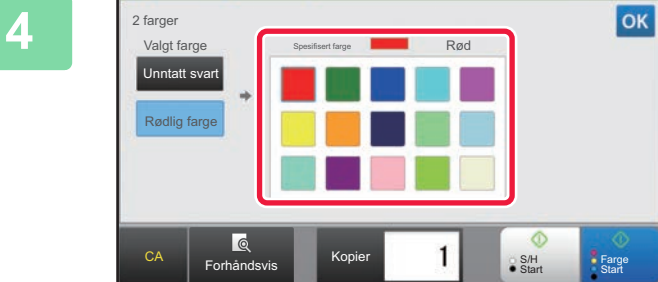 4
2 farger
OK
Valgt farge
Spesifisert farge
Rød
Unntatt svart
Rødlig farge
CA
Forhåndsvis
Kopier
1
S/H
Start
Farge
Start